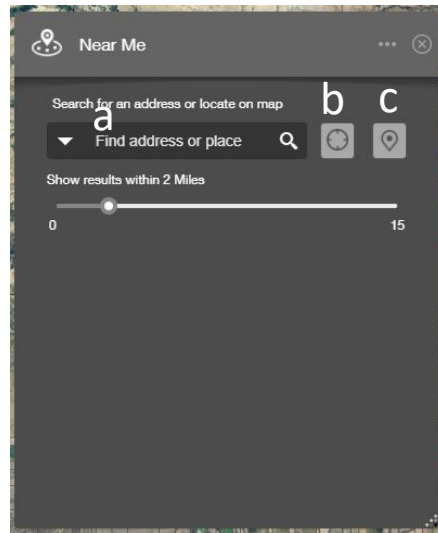 Near Me
Search for an address or locate on map
a b c
Find address or place
Show results within 2 Miles
0 15